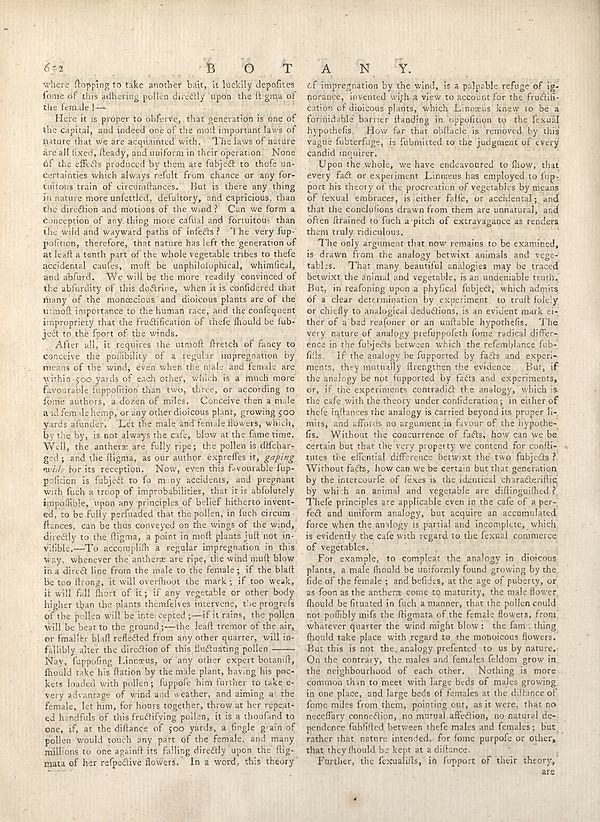 652 B O T A N Y.
where ſtopping to take another bait, it luckily depoſites
ſome of this adhering pollen directly upon the ſtigma of
the female!—
Here it is proper to obſerve, that generation is one of
the capital, and indeed one of the moſt important laws of
nature that we are acquainted with. The laws of nature
are all fixed, ſteady, and uniform in their operation. None
of the effects produced by them are ſubject to thoſe un-
certainties which always reſult from chance or any for-
tuitous train of circumſtances. But is there any thing
in nature more unſettled, deſultory, and capricious, than
the direction and motions of the wind? Can we form a
conception of any thing more caſual and fortuitous than
the wild and wayward paths of inſects? The very ſup-
poſition, therefore, that nature has left the generation of
at leaſt a tenth part of the whole vegetable tribes to theſe
accidental cauſes, muſt be unphiloſophical, whimſical,
and abſurd. We will be the more readily convinced of
the abſurdity of this doctrine, when it is conſidered that
many of the monœcious and dioicous plants are of the
utmoſt importance to the human race, and the conſequent
impropriety that the fructification of theſe ſhould be ſub-
ject to the ſport of the winds.
After all, it requires the utmoſt ſtretch of fancy to
conceive the poſſibility of a regular impregnation by
means of the wind, even when the male and female are
within 500 yards of each other, which is a much more
favourable ſuppoſition than two, three, or according to
ſome authors, a dozen of miles. Conceive then a male
and female hemp, or any other dioicous plant, growing 500
yards aſunder. Let the male and female flowers, which,
by the by, is not always the caſe, blow at the ſame time.
Well, the antheræ are fully ripe; the pollen is diſchar-
ged; and the ſtigma, as our author expreſſes it, gaping
wide for its reception. Now, even this favourable ſup-
poſition is ſubject to ſo many accidents, and pregnant
with ſuch a troop of improbabilities, that it is abſolutely
impoſſible, upon any principles of belief hitherto invent-
ed, to be fully perſuaded that the pollen, in ſuch circum-
ſtances, can be thus conveyed on the wings of the wind,
directly to the ſtigma, a point in moſt plants juſt not in-
viſible.—To accompliſh a regular impregnation in this
way, whenever the antheræ are ripe, the wind muſt blow
in a direct line from the male to the female; if the blaſt
be too ſtrong, it will overſhoot the mark; if too weak,
it will fall ſhort of it; if any vegetable or other body
higher than the plants themſelves intervene, the progreſs
of the pollen will be intercepted;—if it rains, the pollen
will be beat to the ground;—the leaſt tremor of the air,
or ſmaller blaſt reflected from any other quarter, will in-
fallibly alter the direction of this fluctuating pollen———
Nay, ſuppoſing Linnæus, or any other expert botaniſt,
ſhould take his ſtation by the male plant, having his poc-
kets loaded with pollen; ſuppoſe him further to take e-
very advantage of wind and weather, and aiming at the
female, let him, for hours together, throw at her repeat-
ed handfuls of this fructifying pollen, it is a thouſand to
one, if, at the diſtance of 500 yards, a ſingle grain of
pollen would touch any part of the female, and many
millions to one againſt its falling directly upon the ſtig-
mata of her reſpective flowers. In a word, this theory
of impregnation by the wind, is a palpable refuge of ig-
norance, invented with a view to account for the fructifi-
cation of dioicous plants, which Linnæus knew to be a
formidable barrier ſtanding in oppoſition to the ſexual
hypotheſis. How far that obſtacle is removed by this
vague ſubterfuge, is ſubmitted to the judgment of every
candid inquirer.
Upon the whole, we have endeavoured to ſhow, that
every fact or experiment Linnæus has employed to ſup-
port his theory of the procreation of vegetables by means
of ſexual embraces, is either falſe, or accidental; and
that the concluſions drawn from them are unnatural, and
often ſtrained to ſuch a pitch of extravagance as renders
them truly ridiculous.
The only argument that now remains to be examined,
is drawn from the analogy betwixt animals and vege-
tables. That many beautiful analogies may be traced
betwixt the animal and vegetable, is an undeniable truth.
But, in reaſoning upon a phyſical ſubject, which admits
of a clear determination by experiment, to truſt ſolely
or chiefly to analogical deductions, is an evident mark ei-
ther of a bad reaſoner or an unſtable hypotheſis. The
very nature of analogy preſuppoſeth ſome radical differ-
ence in the ſubjects between which the reſemblance ſub-
ſiſts. If the analogy be ſupported by facts and experi-
ments, they mutually ſtrengthen the evidence. But, if
the analogy be not ſupported by facts and experiments,
or, if the experiments contradict the analogy, which is
the caſe with the theory under conſideration; in either of
theſe inſtances the analogy is carried beyond its proper li-
mits, and affords no argument in favour of the hypothe-
ſis. Without the concurrence of facts, how can we be
certain but that the very property we contend for conſti-
tutes the eſſential difference betwixt the two ſubjects?
Without facts, how can we be certain but that generation
by the intercourſe of ſexes is the identical characteriſtic
by which an animal and vegetable are diſtinguiſhed?
Theſe principles are applicable even in the caſe of a per-
fect and uniform analogy, but acquire an accumulated
force when the analogy is partial and incomplete, which
is evidently the caſe with regard to the ſexual commerce
of vegetables.
For example, to compleat the analogy in dioicous
plants, a male ſhould be uniformly found growing by the
ſide of the female; and beſides, at the age of puberty, or
as ſoon as the antheræ come to maturity, the male flower
ſhould be ſituated in ſuch a manner, that the pollen could
not poſſibly miſs the ſtigmata of the female flowers, from
whatever quarter the wind might blow: the ſame thing
ſhould take place with regard to the monoicous flowers.
But this is not the analogy preſented to us by nature.
On the contrary, the males and females ſeldom grow in
the neighbourhood of each other. Nothing is more
common than to meet with large beds of males growing
in one place, and large beds of females at the diſtance of
ſome miles from them, pointing out, as it were, that no
neceſſary connection, no mutual affection, no natural de-
pendence ſubſiſted between theſe males and females; but
rather that nature intended, for ſome purpoſe or other,
that they ſhould be kept at a diſtance.
Further, the ſexualiſts, in ſupport of their theory,
are